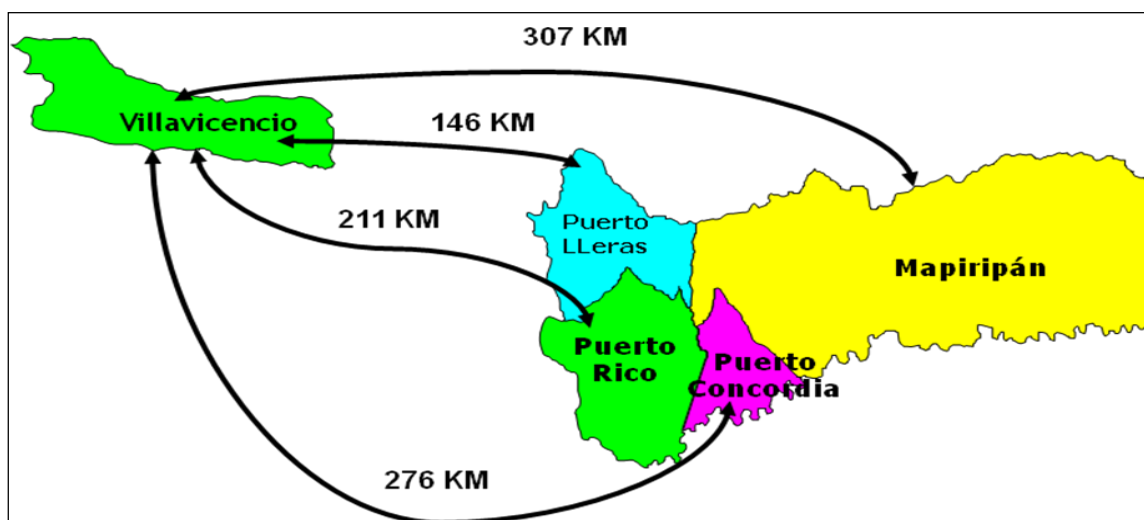 307 KM
Villavicencio
146 KM
211 KM
Puerto
LLeras
Mapiripán
Puerto
Rico
Puerto
Concordia
276 KM